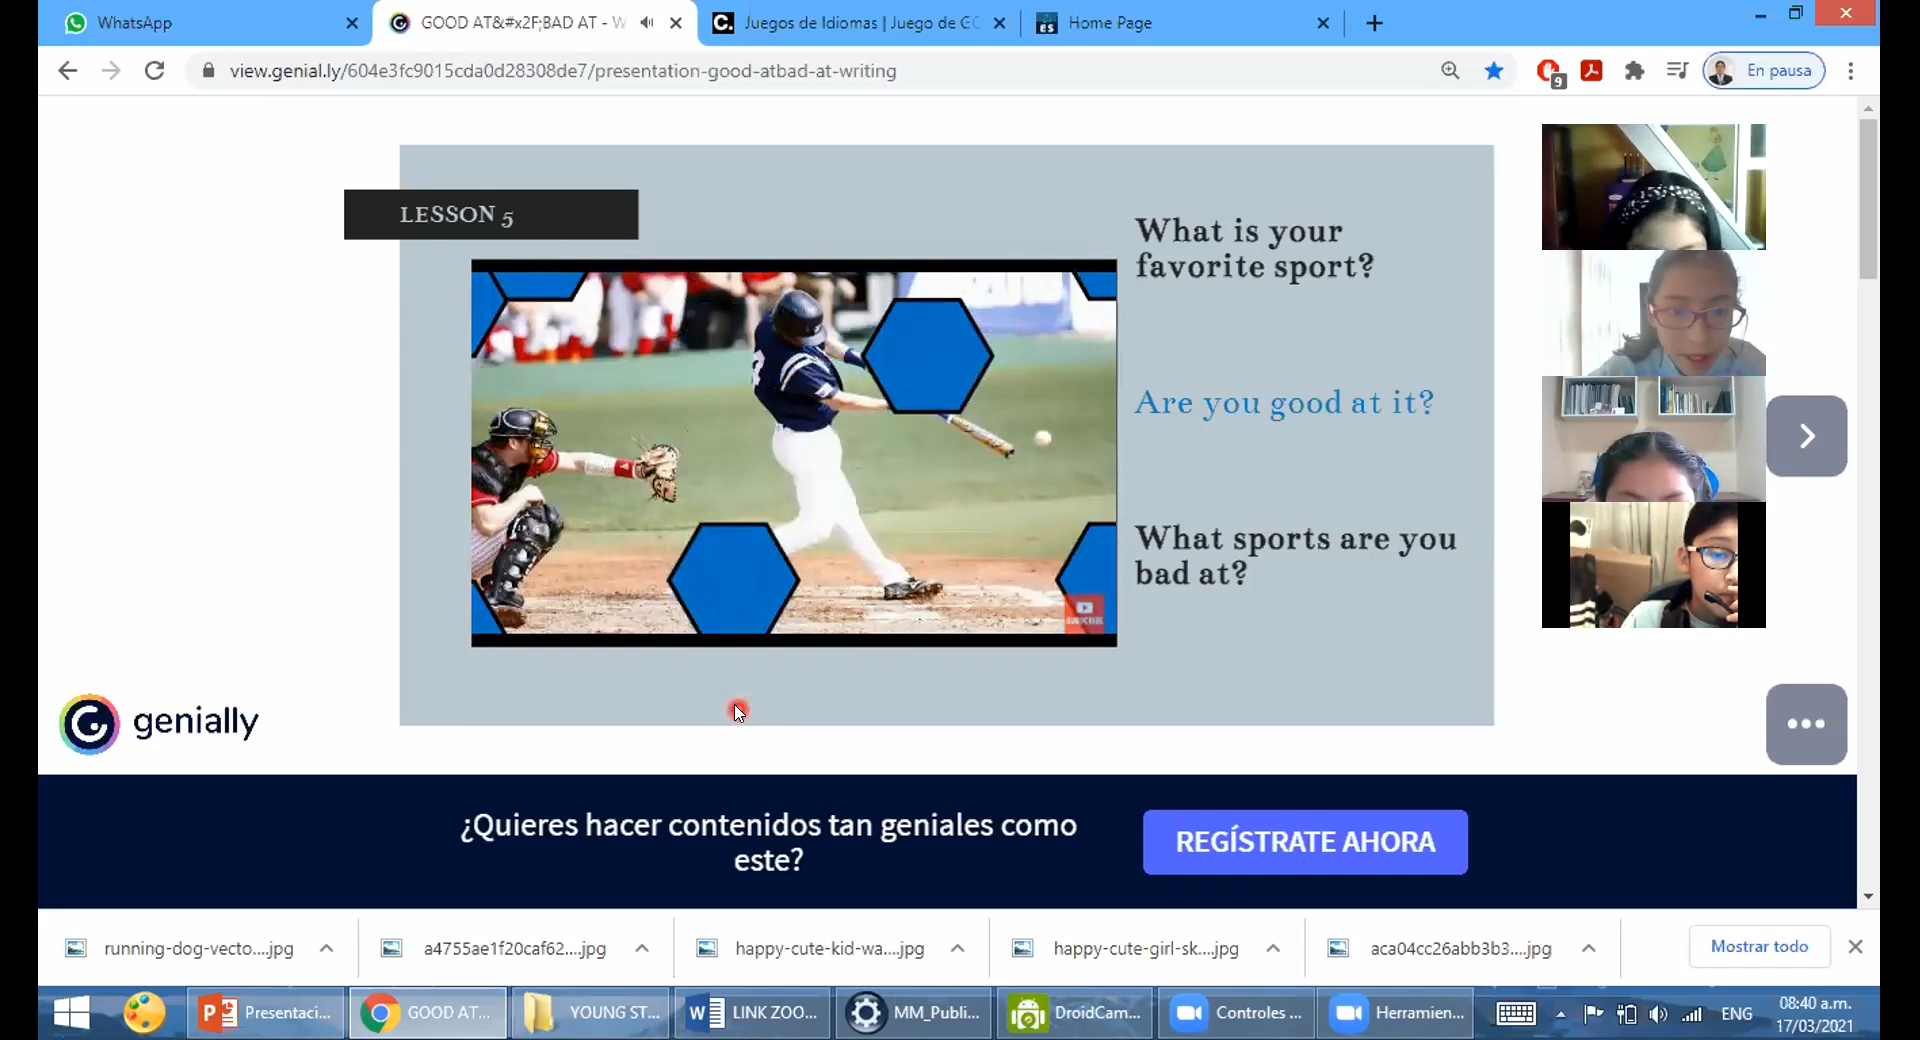 WhatsApp
GOOD AT&#x2F;BAD AT - W
Juegos de Idiomas | Juego de GO
Home Page
view.genial.ly/604e3fc9015cda0d28308de7/presentation-good-atbad-at-writing
9
En pausa
LESSON 5
What is your
favorite sport?
Are you good at it?
What sports are you
bad at?
genially
¿Quieres hacer contenidos tan geniales como
este?
REGÍSTRATE AHORA
running-dog-vecto....jpg
a4755ae1f20caf62....jpg
happy-cute-kid-wa....jpg
happy-cute-girl-sk....jpg
aca04cc26abb3b3....jpg
Mostrar todo
Presentaci...
GOOD AT...
YOUNG ST...
LINK ZOO...
MM_Publi...
DroidCam...
Controles ...
Herramien...
ENG
08:40 a.m.
17/03/2021